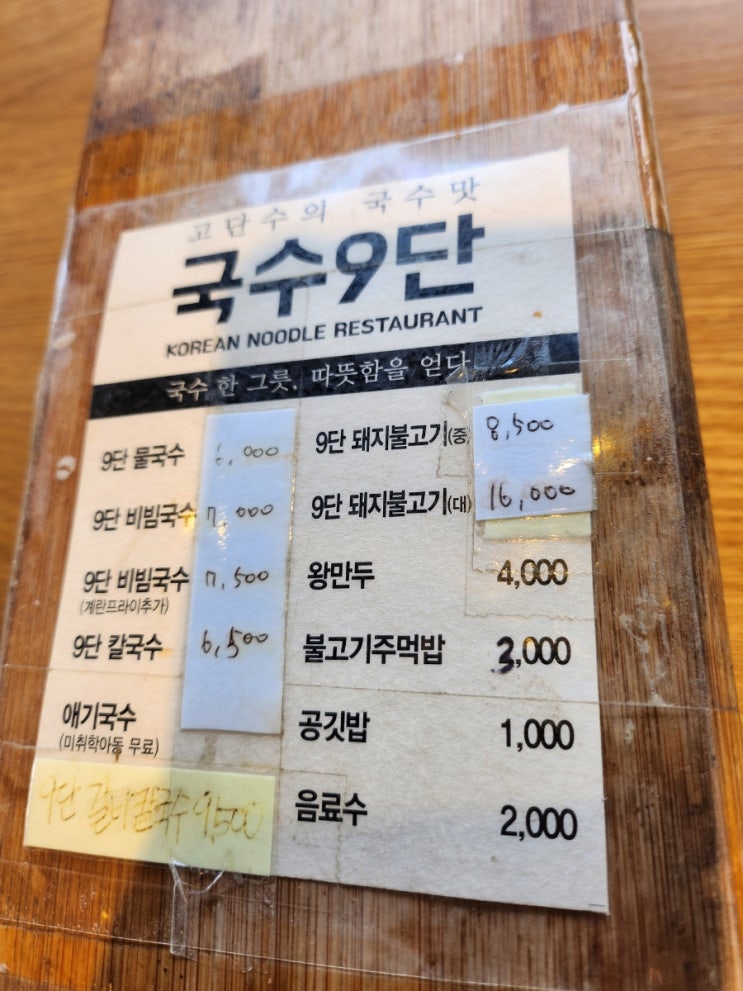 고단수의 국수맛
국수9단
KOREAN NOODLE RESTAURANT
국수 한 그릇, 따뜻함을 얻다
9단 물국수 6,000
9단 비빔국수 7,000
9단 비빔국수 7,500
(계란프라이추가)
9단 칼국수 6,500
애기국수
(미취학아동 무료)
9단 갈비칼국수 9,500
9단 돼지불고기(중) 8,500
9단 돼지불고기(대) 16,000
왕만두 4,000
불고기주먹밥 3,000
공깃밥 1,000
음료수 2,000